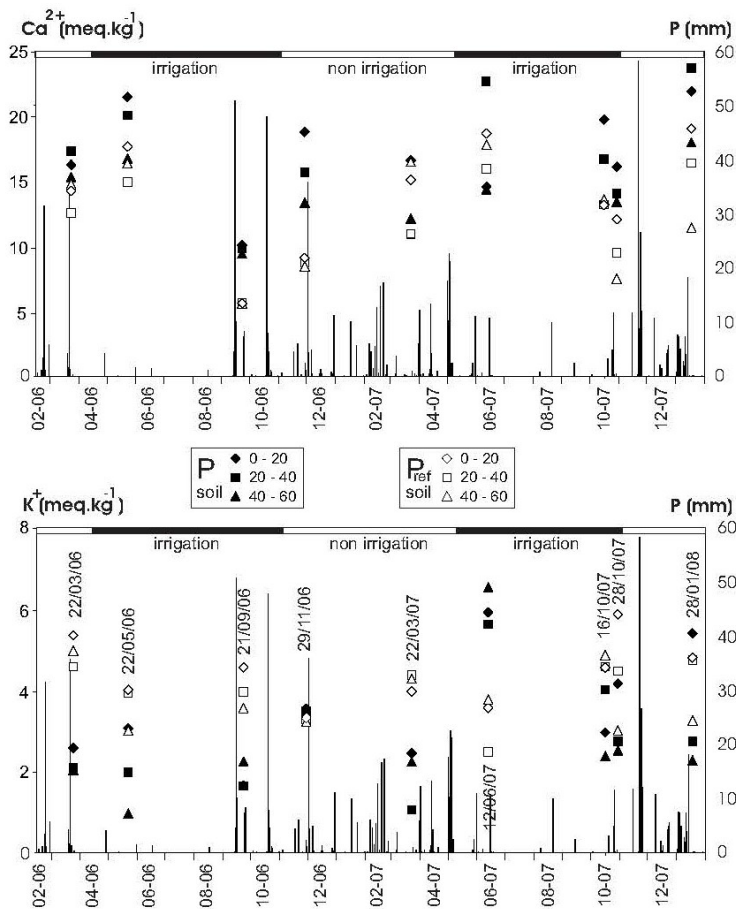 Ca²⁺(meq.kg⁻¹) P (mm)
25 60
irrigation non irrigation irrigation
50
20
40
15
30
10
20
5
10
0 0
02-06 04-06 06-06 08-06 10-06 12-06 02-07 04-07 06-07 08-07 10-07 12-07
P soil
0 - 20
20 - 40
40 - 60
Pref soil
0 - 20
20 - 40
40 - 60
K⁺(meq.kg⁻¹) P (mm)
8 60
irrigation non irrigation irrigation
50
6
40
4 30
20
2
10
0 0
22/03/06 22/05/06 21/09/06 29/11/06 22/03/07 12/06/07 16/10/07 28/10/07 28/01/08
02-06 04-06 06-06 08-06 10-06 12-06 02-07 04-07 06-07 08-07 10-07 12-07